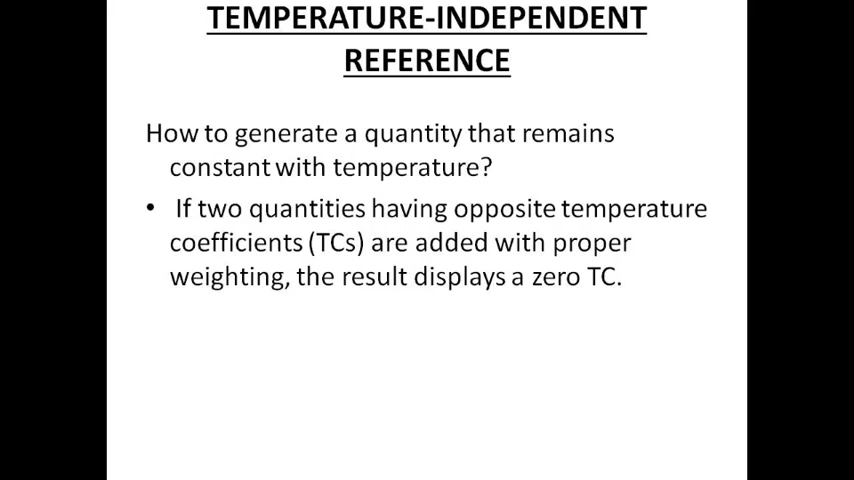 TEMPERATURE-INDEPENDENT
REFERENCE
How to generate a quantity that remains
constant with temperature?
• If two quantities having opposite temperature
coefficients (TCs) are added with proper
weighting, the result displays a zero TC.